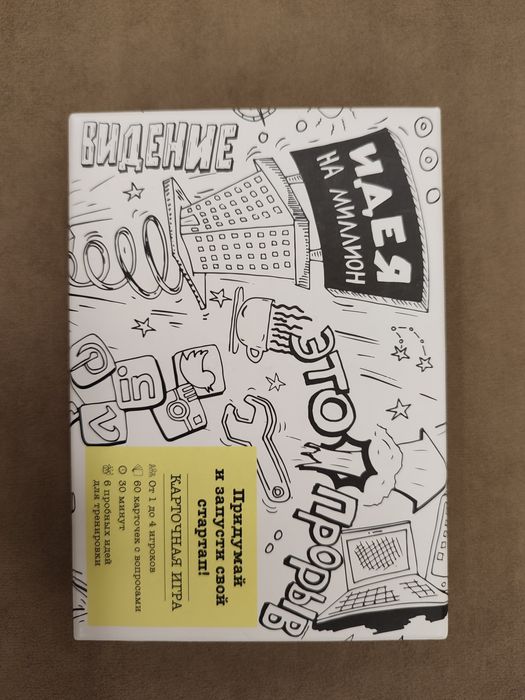 ВИДЕНИЕ
ИДЕЯ
НА МИЛЛИОН
ЭТО
ПРОРЫВ
in
Придумай
и запусти свой
стартап!
КАРТОЧНАЯ ИГРА
От 1 до 4 игроков
60 карточек с вопросами
30 минут
6 пробных идей
для тренировки